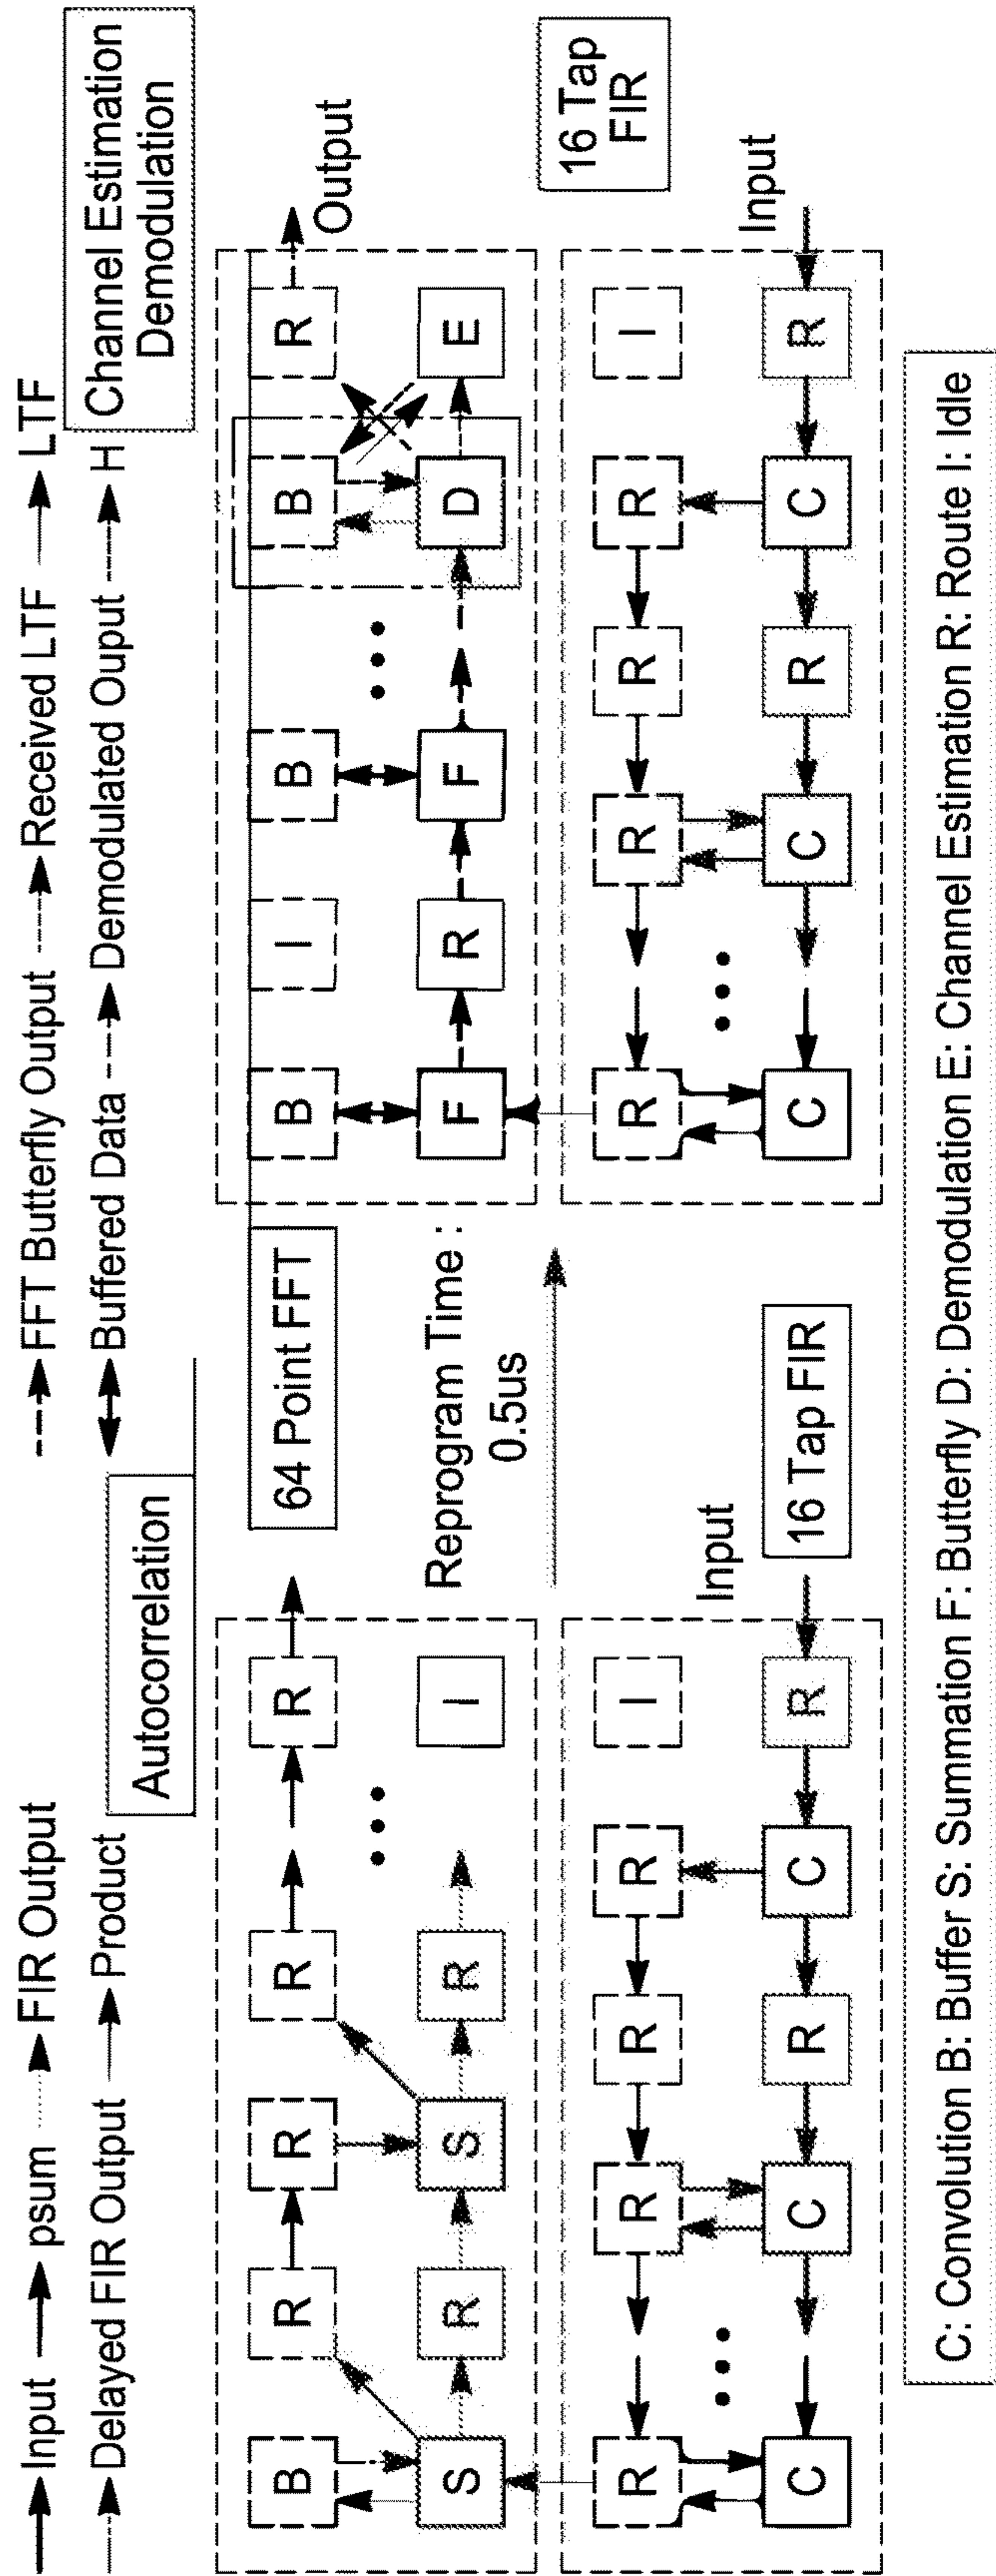 Input psum FIR Output
Delayed FIR Output Product
FFT Butterfly Output Received LTF LTF
Buffered Data Demodulated Ouput H
Autocorrelation
B R R R R
S R S R I
R R R R I
C C R C R
Input
16 Tap FIR
Reprogram Time :
0.5us
64 Point FFT
Channel Estimation
Demodulation
B I B B R
F R F D E
Output
R R R R I
C C R C R
Input
16 Tap
FIR
C: Convolution B: Buffer S: Summation F: Butterfly D: Demodulation E: Channel Estimation R: Route I: Idle